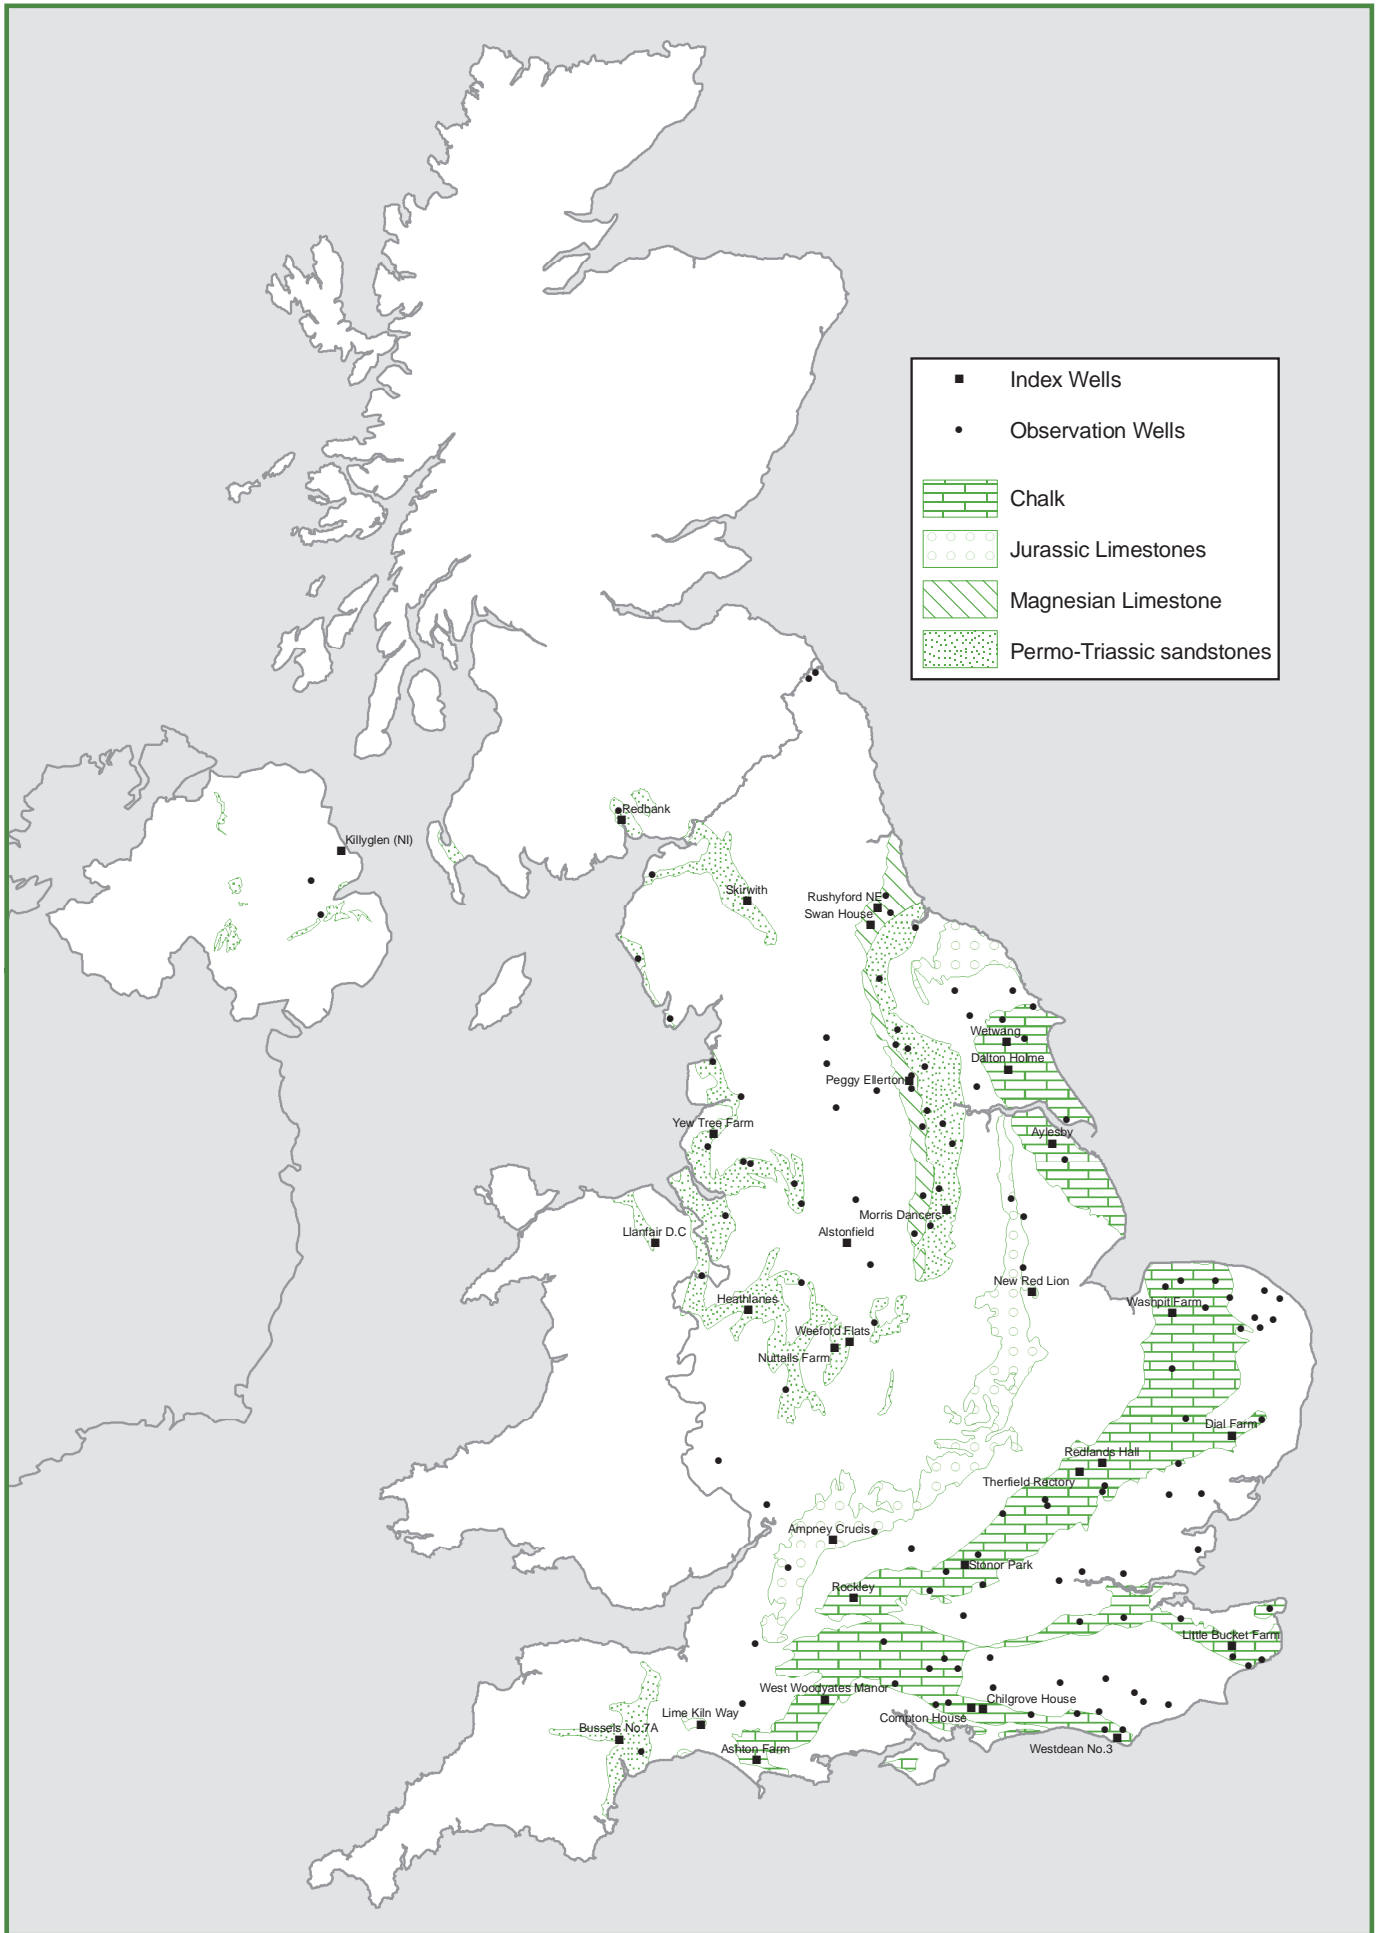 Index Wells
Observation Wells
Chalk
Jurassic Limestones
Magnesian Limestone
Permo-Triassic sandstones
Redbank
Killyglen (NI)
Skirwith
Rushyford NE
Swan House
Wetwang
Dalton Holme
Peggy Ellerton
Yew Tree Farm
Aylesby
Morris Dancers
Llanfair D.C
Alstonfield
New Red Lion
Heathlanes
Washpit Farm
Weeford Flats
Nuttalls Farm
Dial Farm
Redlands Hall
Therfield Rectory
Ampney Crucis
Stonor Park
Rockley
Little Bucket Farm
West Woodyates Manor
Chilgrove House
Lime Kiln Way
Compton House
Bussels No.7A
Ashton Farm
Westdean No.3